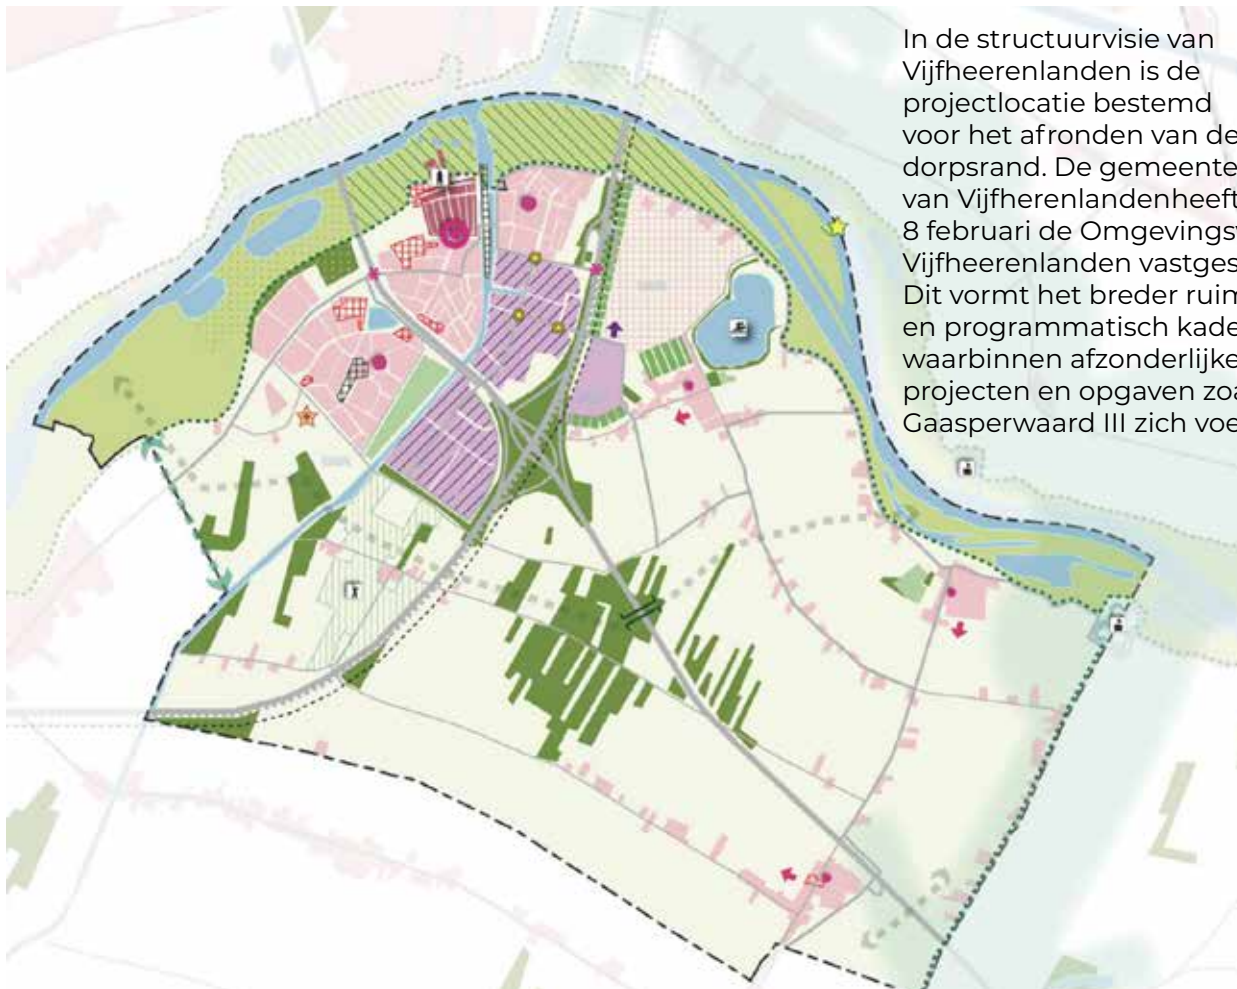 In de structuurvisie van
Vijfheerenlanden is de
projectlocatie bestemd
voor het afronden van de
dorpsrand. De gemeente
van Vijfherenlandenheeft
8 februari de Omgevings
Vijfheerenlanden vastges
Dit vormt het breder ruim
en programmatisch kade
waarbinnen afzonderlijke
projecten en opgaven zoa
Gaasperwaard III zich voe